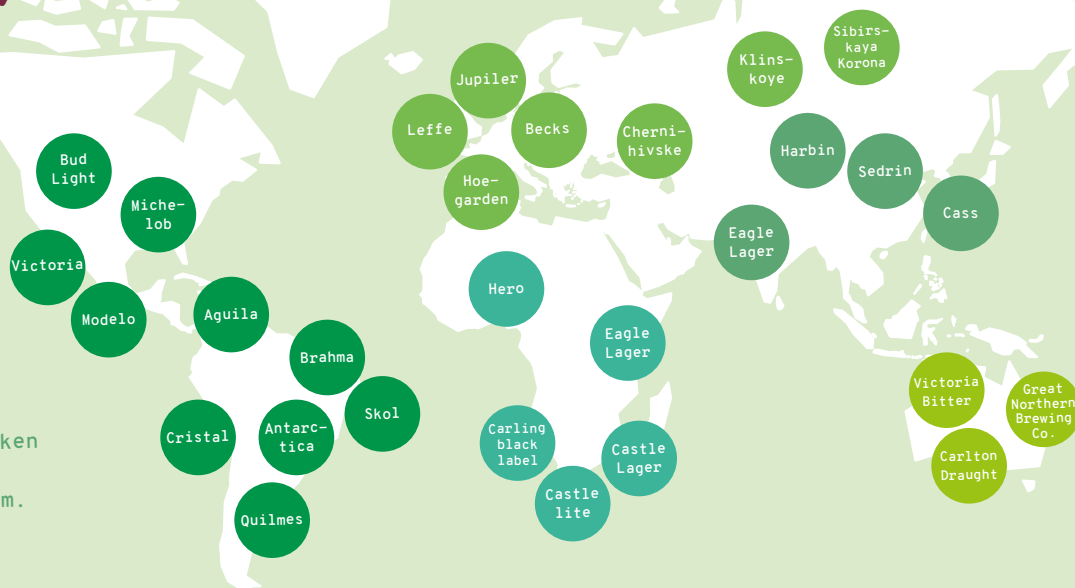 Sibirs-
kaya
Korona
Klins-
koye
Jupiler
Leffe
Becks
Cherni-
hivske
Harbin
Sedrin
Bud
Light
Hoe-
garden
Miche-
lob
Cass
Eagle
Lager
Victoria
Hero
Modelo
Aguila
Eagle
Lager
Brahma
Victoria
Bitter
Great
Northern
Brewing
Co.
Skol
Cristal
Antarc-
tica
Carling
black
label
Castle
Lager
Carlton
Draught
ken
m.
Castle
lite
Quilmes